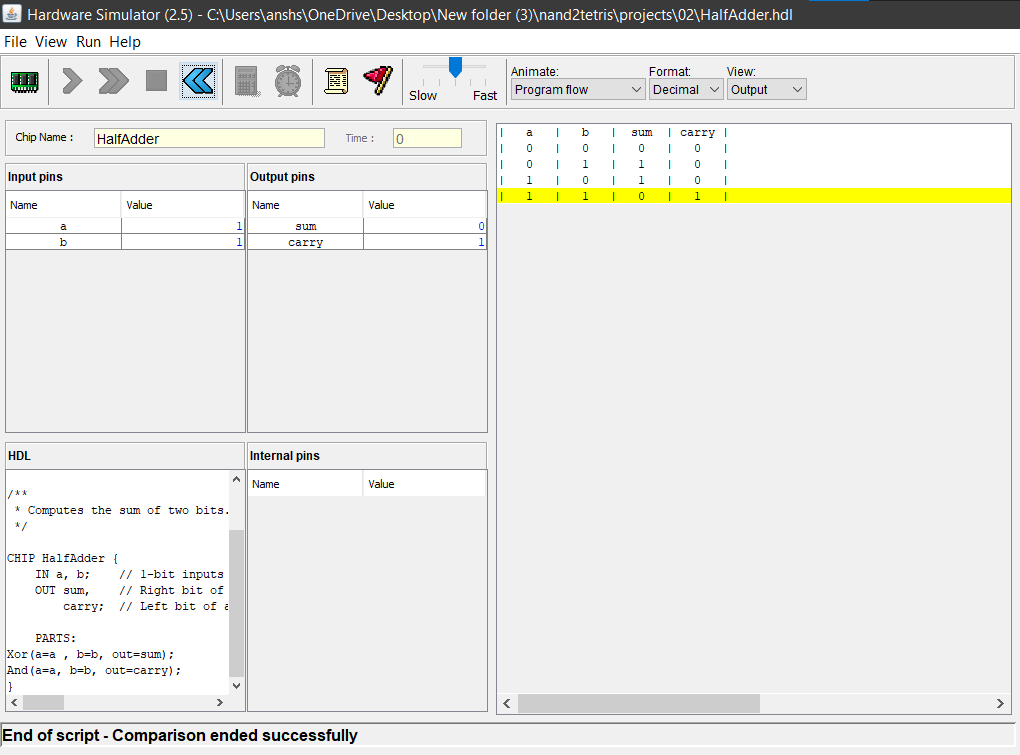 Hardware Simulator (2.5) - C:\Users\anshs\OneDrive\Desktop\New folder (3)\nand2tetris\projects\02\HalfAdder.hdl
File View Run Help
Slow Fast
Animate: Format: View:
Program flow Decimal Output
Chip Name : HalfAdder Time : 0
Input pins
Name Value
a 1
b 1
Output pins
Name Value
sum 0
carry 1
HDL
/**
* Computes the sum of two bits.
*/
CHIP HalfAdder {
IN a, b; // 1-bit inputs
OUT sum, // Right bit of
carry; // Left bit of a
PARTS:
Xor(a=a , b=b, out=sum);
And(a=a, b=b, out=carry);
}
Internal pins
Name Value
| a | b | sum | carry |
| 0 | 0 | 0 | 0 |
| 0 | 1 | 1 | 0 |
| 1 | 0 | 1 | 0 |
| 1 | 1 | 0 | 1 |
End of script - Comparison ended successfully